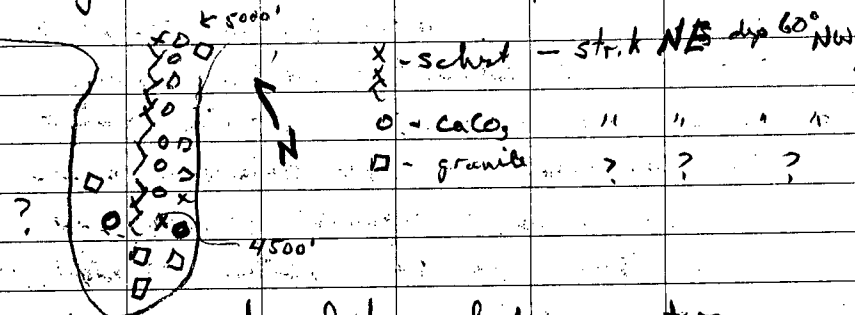 5000'
x - schist - strik NE dip 60° NW
o - CaCO3 " " " "
□ - granite ? ? ?
?
4500'
N